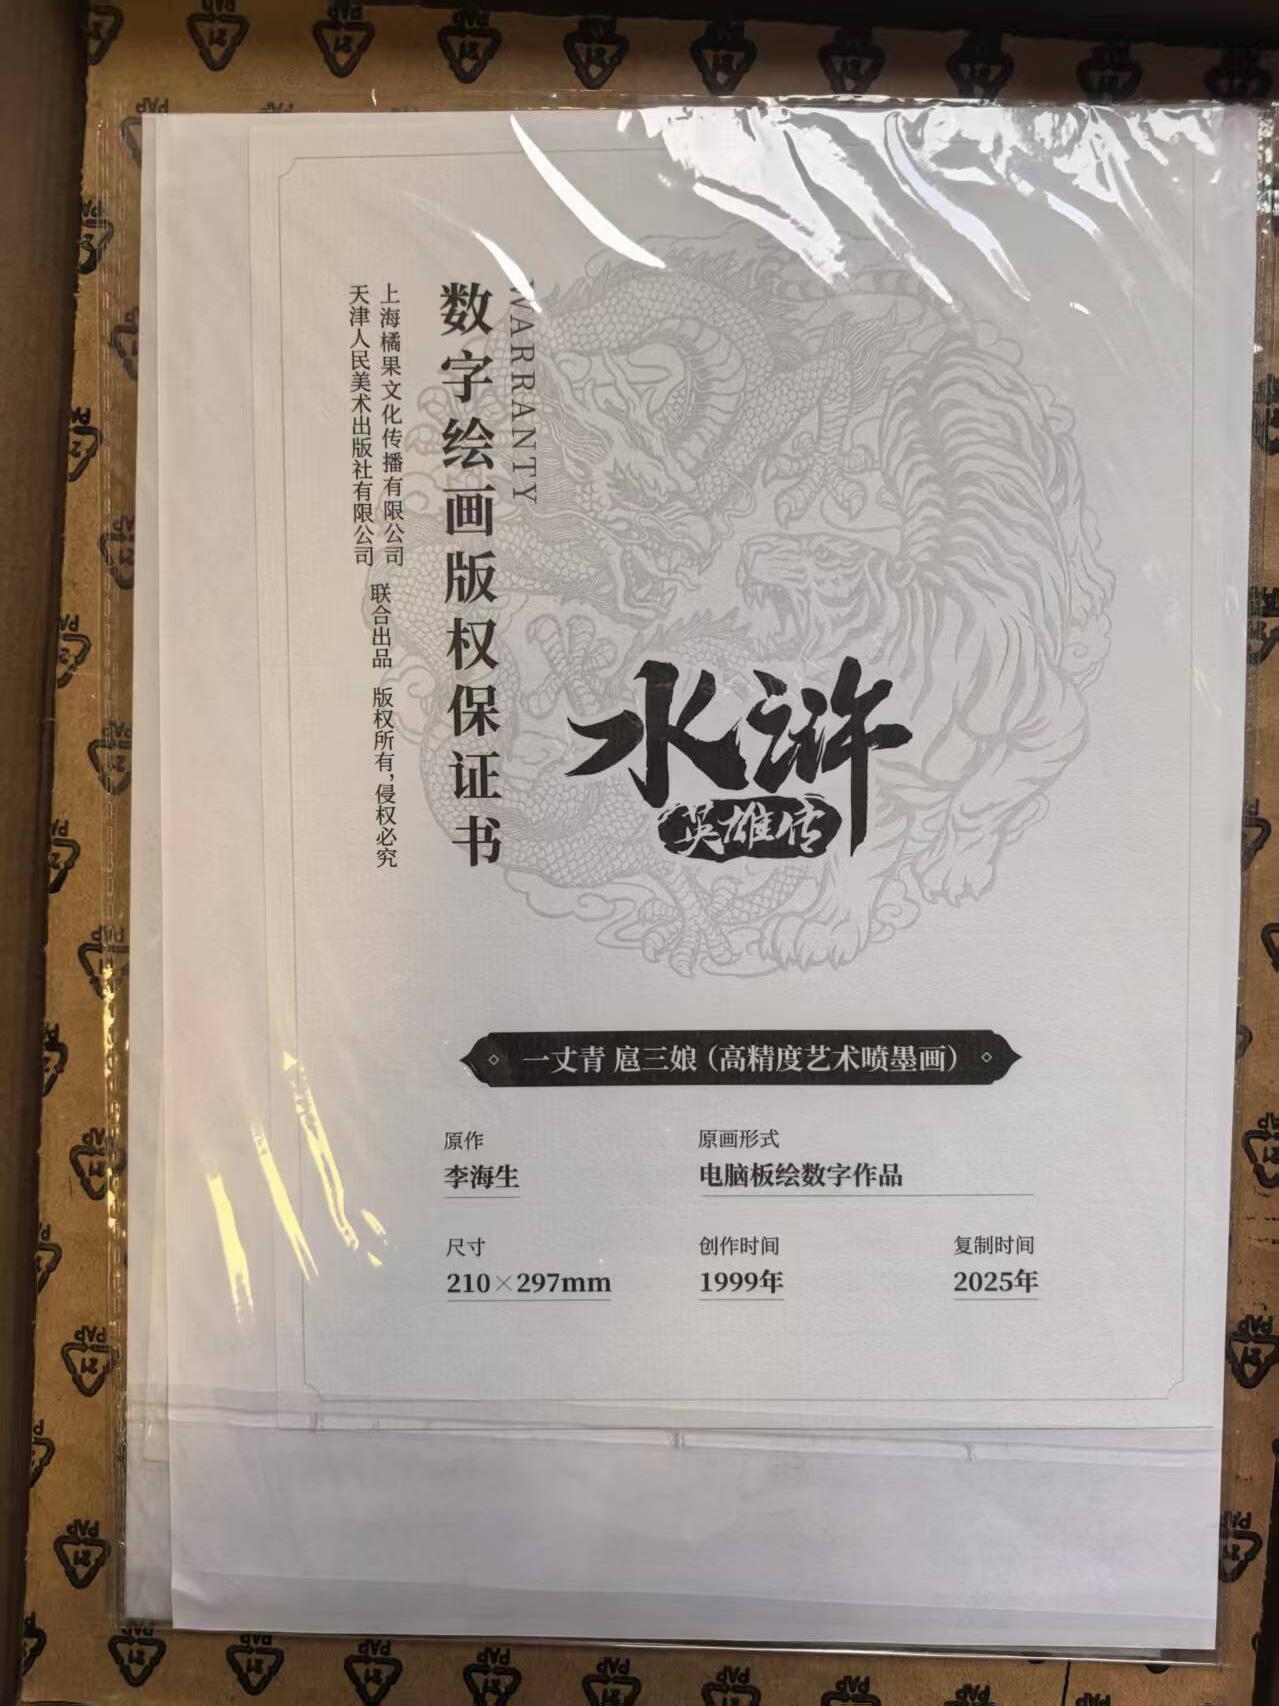 WARRANTY
数字绘画版权保证书
上海橘果文化传播有限公司
天津人民美术出版社有限公司
联合出品 版权所有,侵权必究
水浒
英雄传
一丈青 扈三娘（高精度艺术喷墨画）
原作
李海生
原画形式
电脑板绘数字作品
尺寸
210×297mm
创作时间
1999年
复制时间
2025年
21
PAP